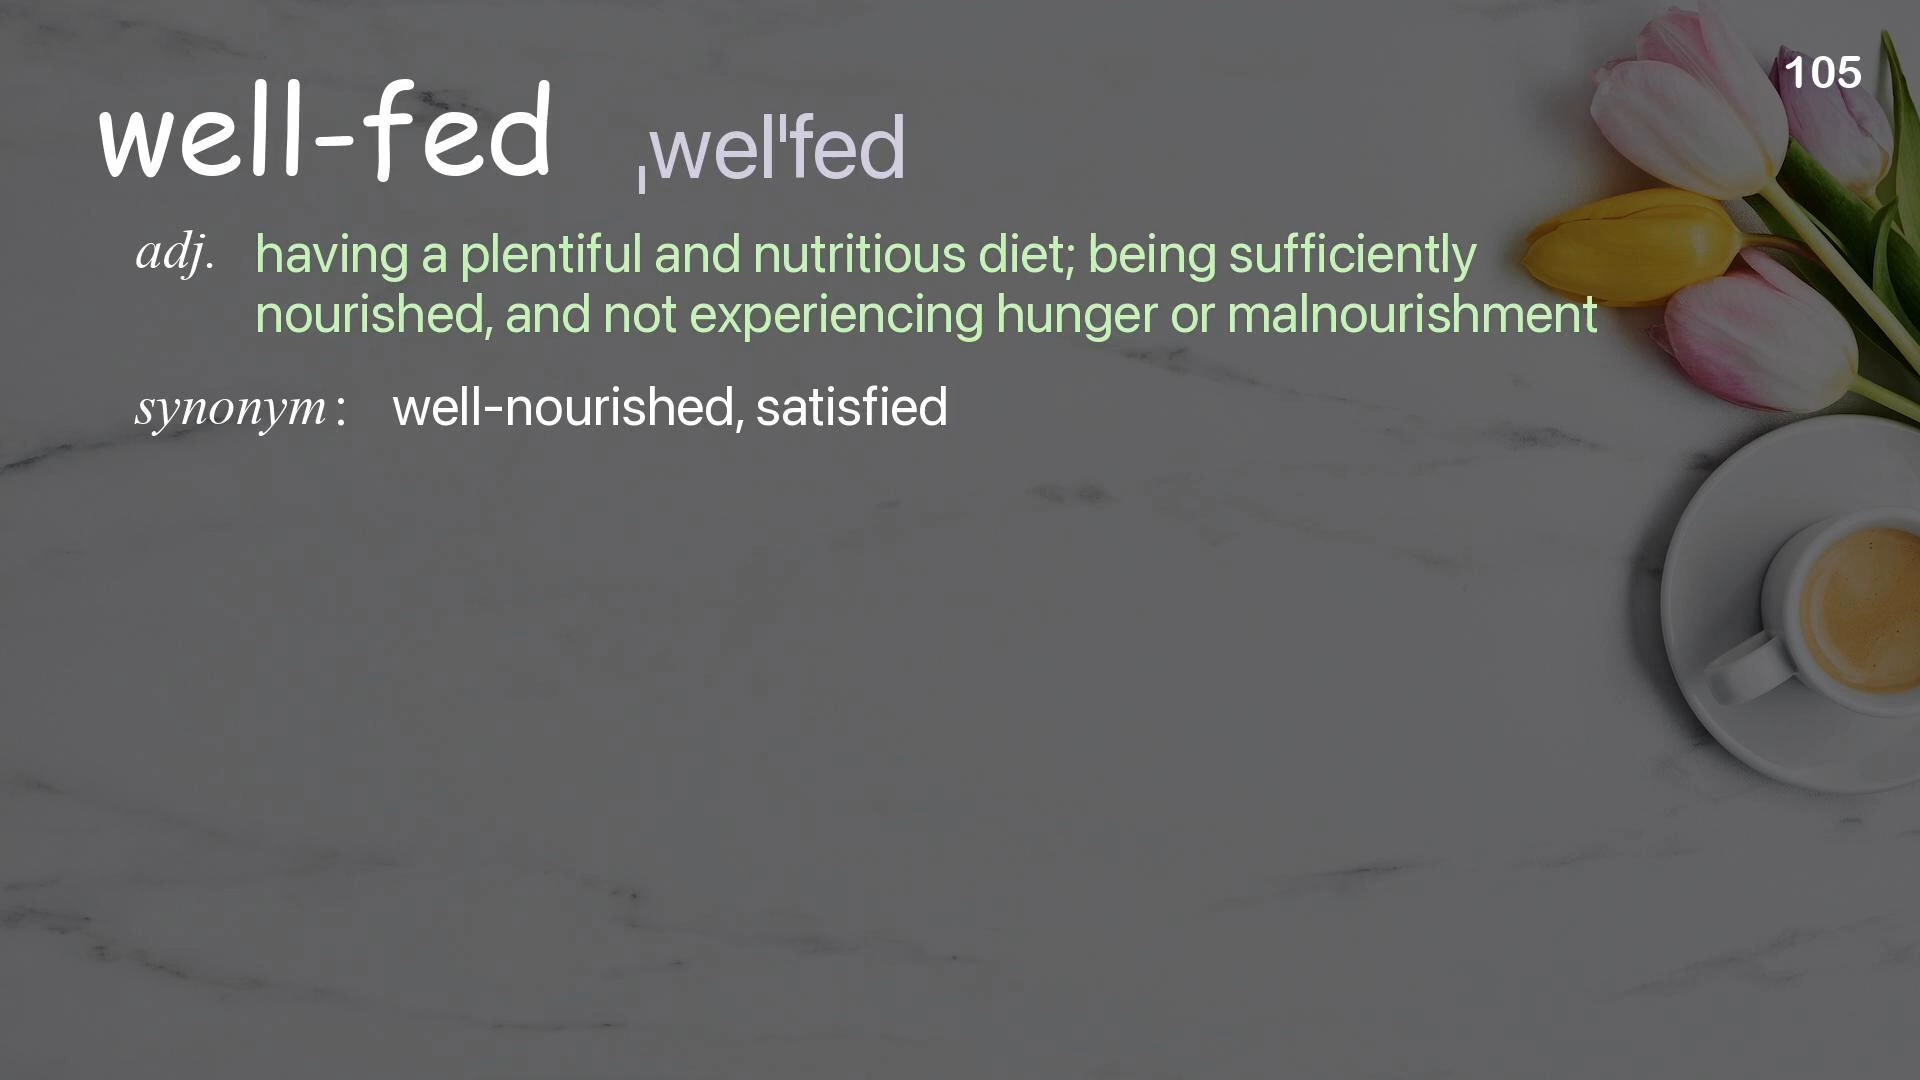 105
well-fed ˌwelˈfed
adj. having a plentiful and nutritious diet; being sufficiently
nourished, and not experiencing hunger or malnourishment
synonym: well-nourished, satisfied